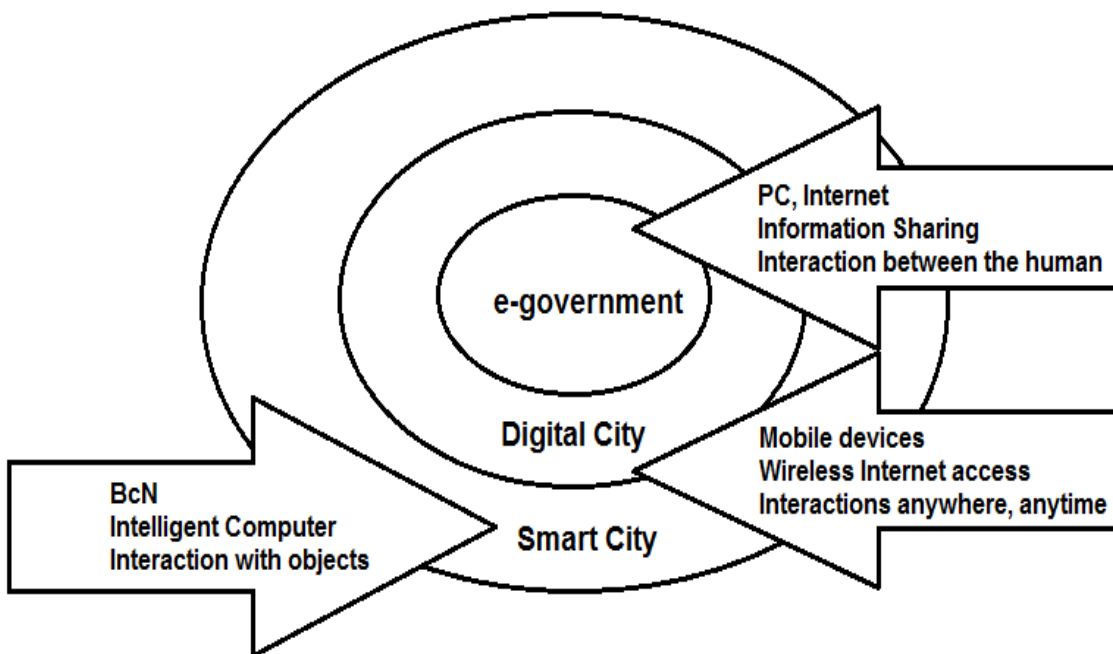 PC, Internet
Information Sharing
Interaction between the human
e-government
Digital City
Mobile devices
Wireless Internet access
Interactions anywhere, anytime
BcN
Intelligent Computer
Interaction with objects
Smart City